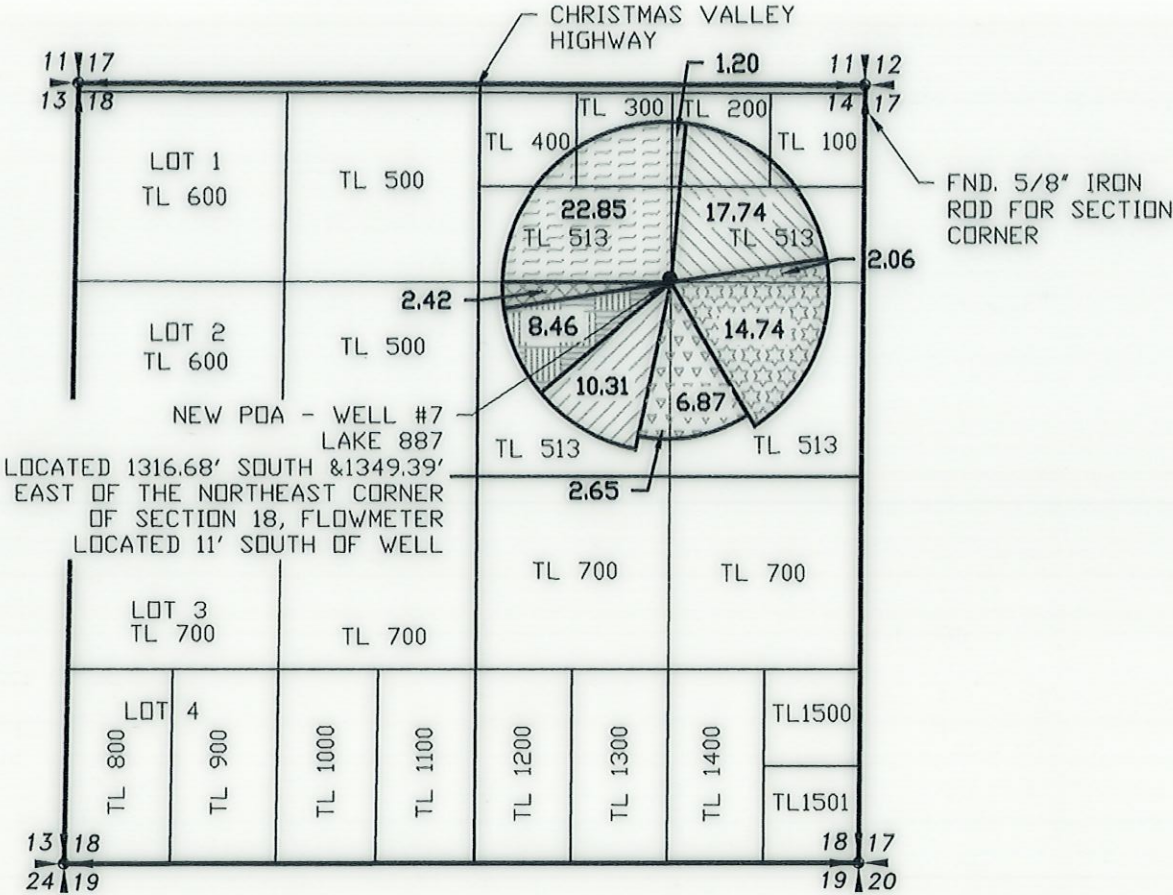 CHRISTMAS VALLEY
HIGHWAY
11 17
13 18
1.20
11 12
14 17
TL 300
TL 200
TL 400
TL 100
LOT 1
TL 600
TL 500
FND. 5/8" IRON
ROD FOR SECTION
CORNER
22.85
17.74
TL 513
TL 513
2.06
2.42
8.46
14.74
LOT 2
TL 600
TL 500
10.31
6.87
NEW POA - WELL #7
LAKE 887
LOCATED 1316.68' SOUTH &1349.39'
EAST OF THE NORTHEAST CORNER
OF SECTION 18, FLOWMETER
LOCATED 11' SOUTH OF WELL
TL 513
TL 513
2.65
TL 700
TL 700
LOT 3
TL 700
TL 700
LOT 4
TL 800
TL 900
TL 1000
TL 1100
TL 1200
TL 1300
TL 1400
TL1500
TL1501
13 18
24 19
18 17
19 20